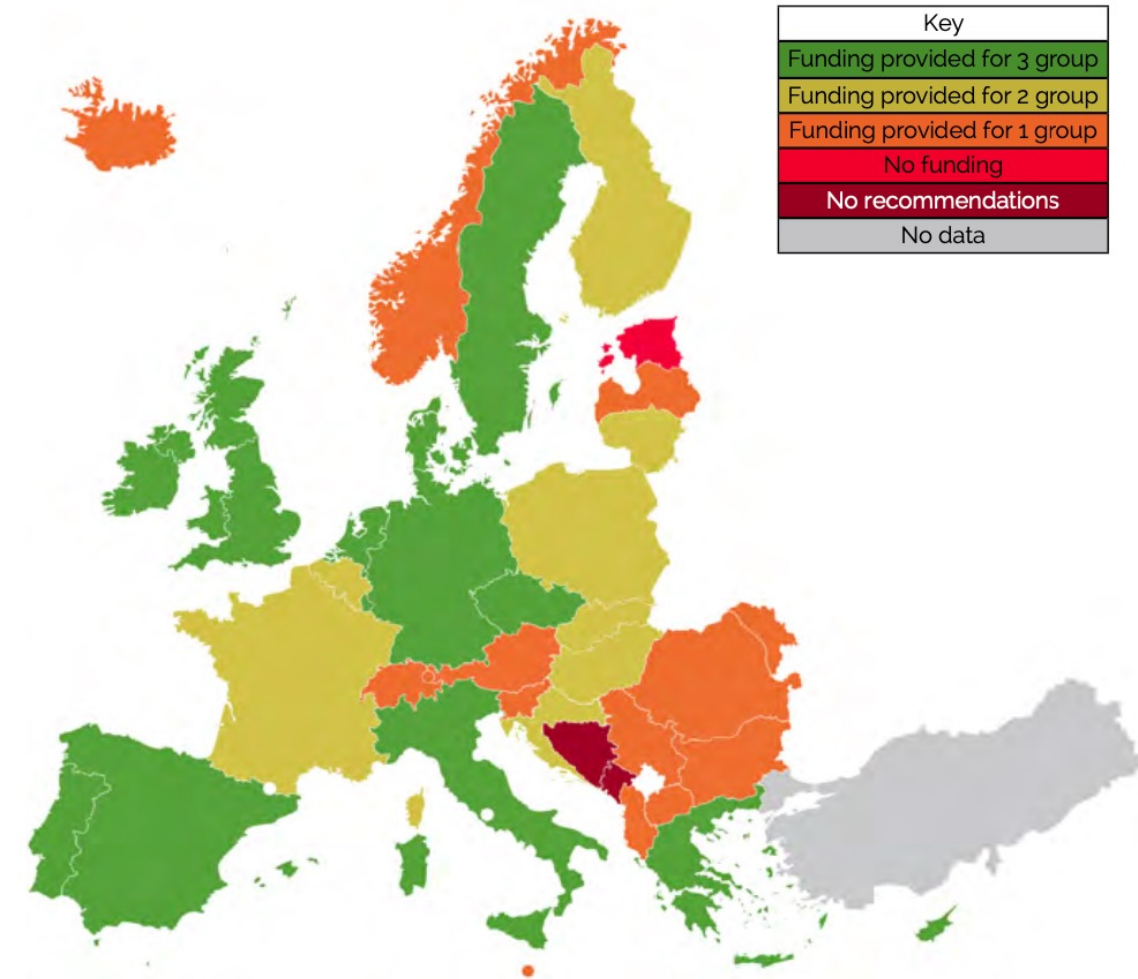 Key
Funding provided for 3 group
Funding provided for 2 group
Funding provided for 1 group
No funding
No recommendations
No data